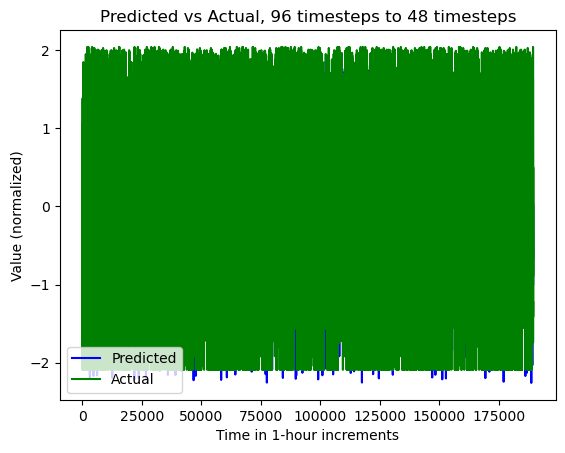 Predicted vs Actual, 96 timesteps to 48 timesteps
Value (normalized)
2
1
0
−1
−2
Predicted
Actual
0 25000 50000 75000 100000 125000 150000 175000
Time in 1-hour increments